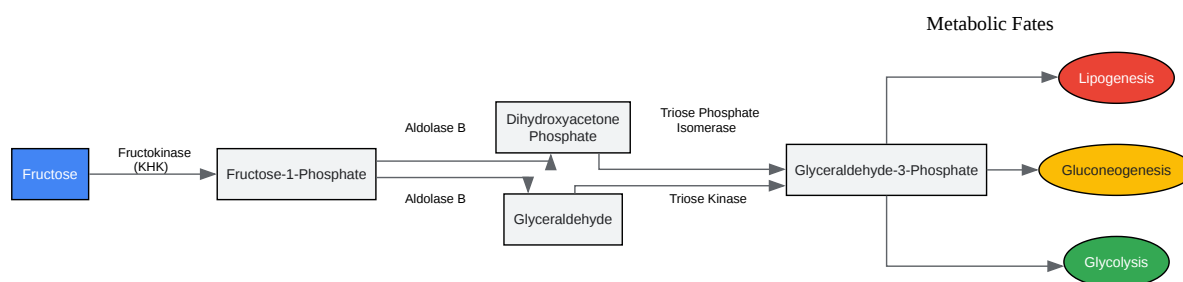 Metabolic Fates
Fructose
Fructokinase
(KHK)
Fructose-1-Phosphate
Aldolase B
Aldolase B
Dihydroxyacetone
Phosphate
Glyceraldehyde
Triose Phosphate
Isomerase
Triose Kinase
Glyceraldehyde-3-Phosphate
Lipogenesis
Gluconeogenesis
Glycolysis